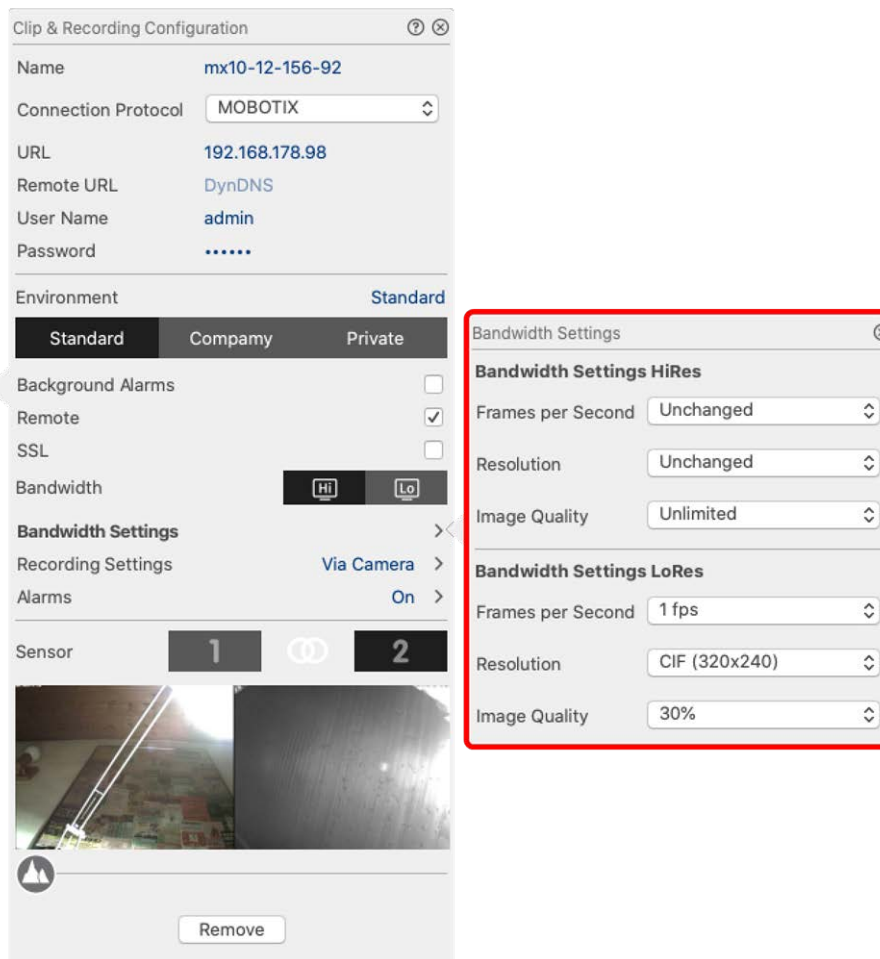 Clip & Recording Configuration
Name mx10-12-156-92
Connection Protocol MOBOTIX
URL 192.168.178.98
Remote URL DynDNS
User Name admin
Password ••••••
Environment Standard
Standard Compamy Private
Background Alarms
Remote
SSL
Bandwidth Hi Lo
Bandwidth Settings
Recording Settings Via Camera
Alarms On
Sensor 1 2
Remove
Bandwidth Settings
Bandwidth Settings HiRes
Frames per Second Unchanged
Resolution Unchanged
Image Quality Unlimited
Bandwidth Settings LoRes
Frames per Second 1 fps
Resolution CIF (320x240)
Image Quality 30%